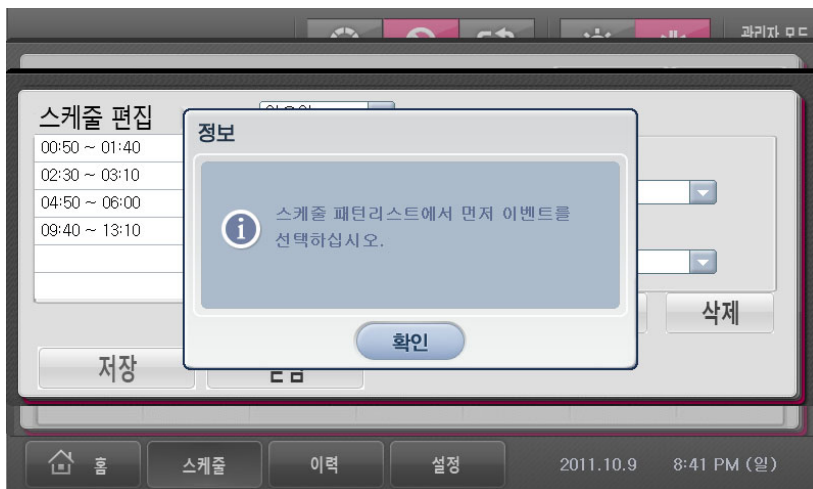 관리자 모드
스케줄 편집
00:50 ~ 01:40
02:30 ~ 03:10
04:50 ~ 06:00
09:40 ~ 13:10
정보
스케줄 패턴리스트에서 먼저 이벤트를
선택하십시오.
확인
삭제
저장
홈
스케줄
이력
설정
2011.10.9
8:41 PM (일)